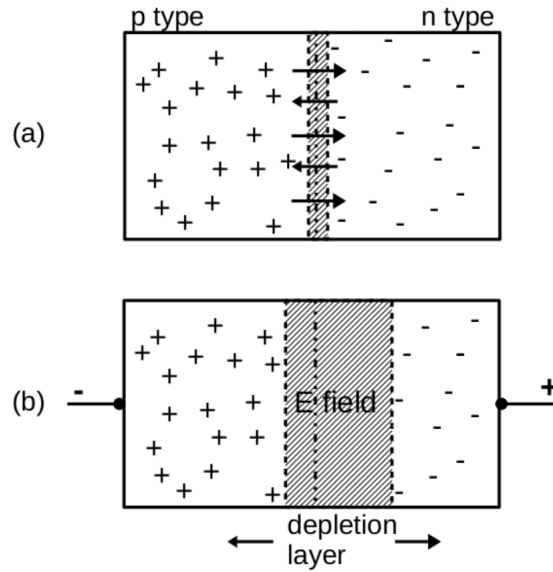 p type
n type
(a)
(b)
-
+
E field
depletion
layer